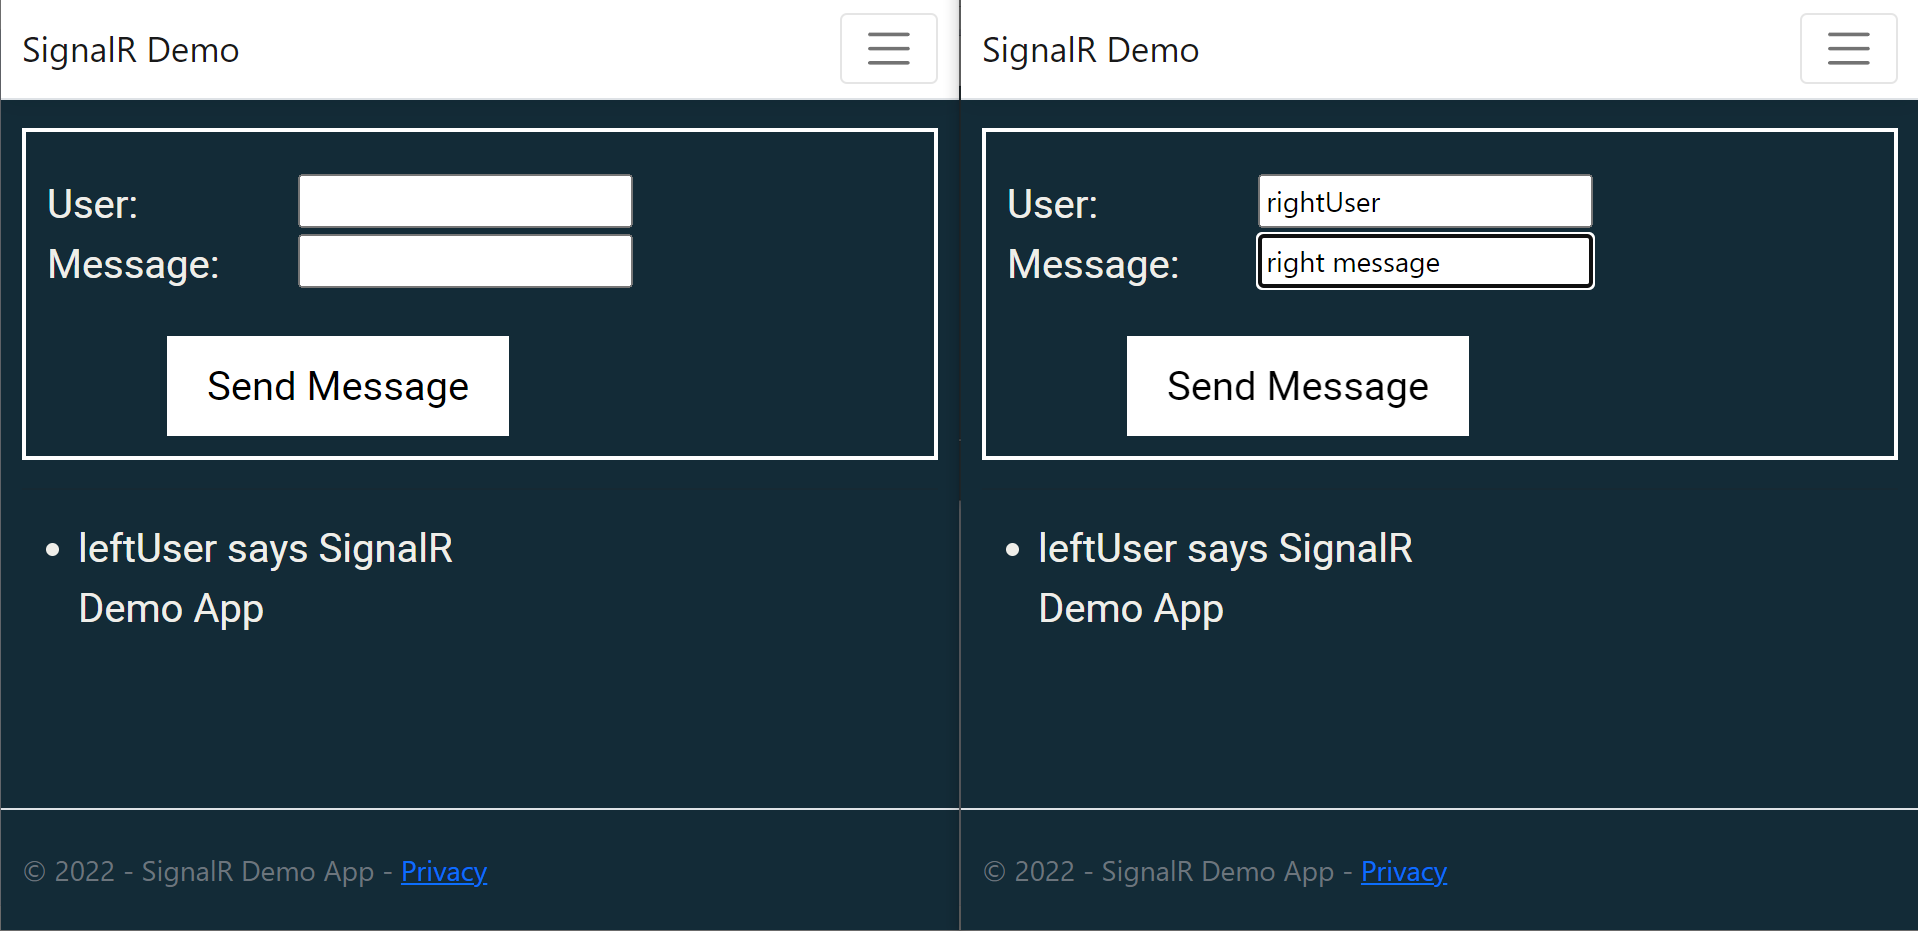 SignalR Demo
User:
Message:
Send Message
• leftUser says SignalR
Demo App
© 2022 - SignalR Demo App - Privacy
SignalR Demo
User: rightUser
Message: right message
Send Message
• leftUser says SignalR
Demo App
© 2022 - SignalR Demo App - Privacy